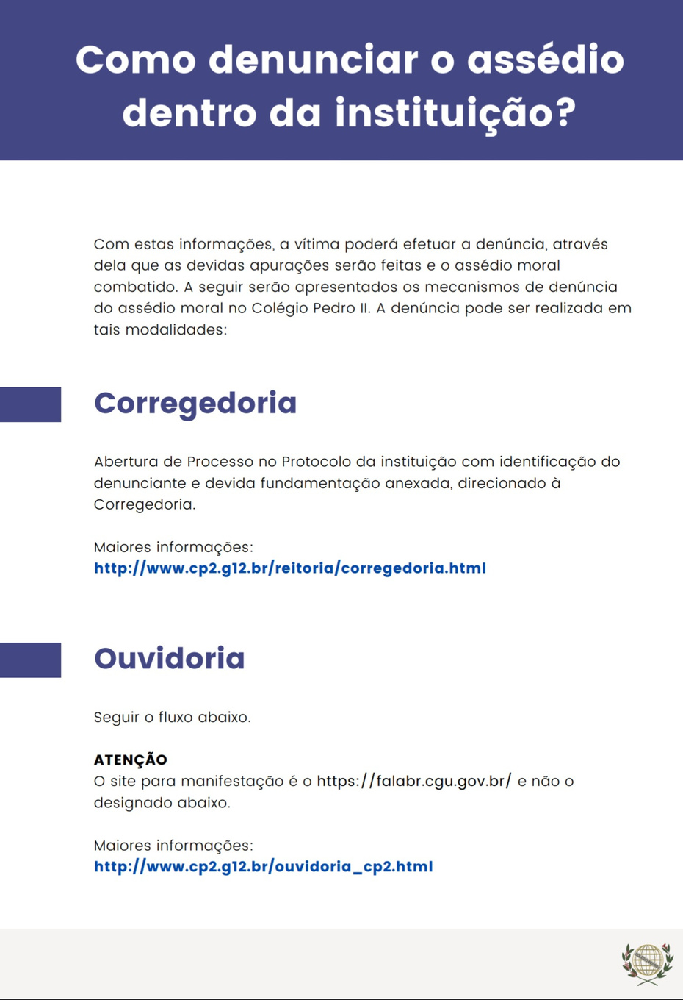 Como denunciar o assédio
dentro da instituição?
Com estas informações, a vítima poderá efetuar a denúncia, através
dela que as devidas apurações serão feitas e o assédio moral
combatido. A seguir serão apresentados os mecanismos de denúncia
do assédio moral no Colégio Pedro II. A denúncia pode ser realizada em
tais modalidades:
Corregedoria
Abertura de Processo no Protocolo da instituição com identificação do
denunciante e devida fundamentação anexada, direcionado à
Corregedoria.
Maiores informações:
http://www.cp2.g12.br/reitoria/corregedoria.html
Ouvidoria
Seguir o fluxo abaixo.
ATENÇÃO
O site para manifestação é o https://falabr.cgu.gov.br/ e não o
designado abaixo.
Maiores informações:
http://www.cp2.g12.br/ouvidoria_cp2.html